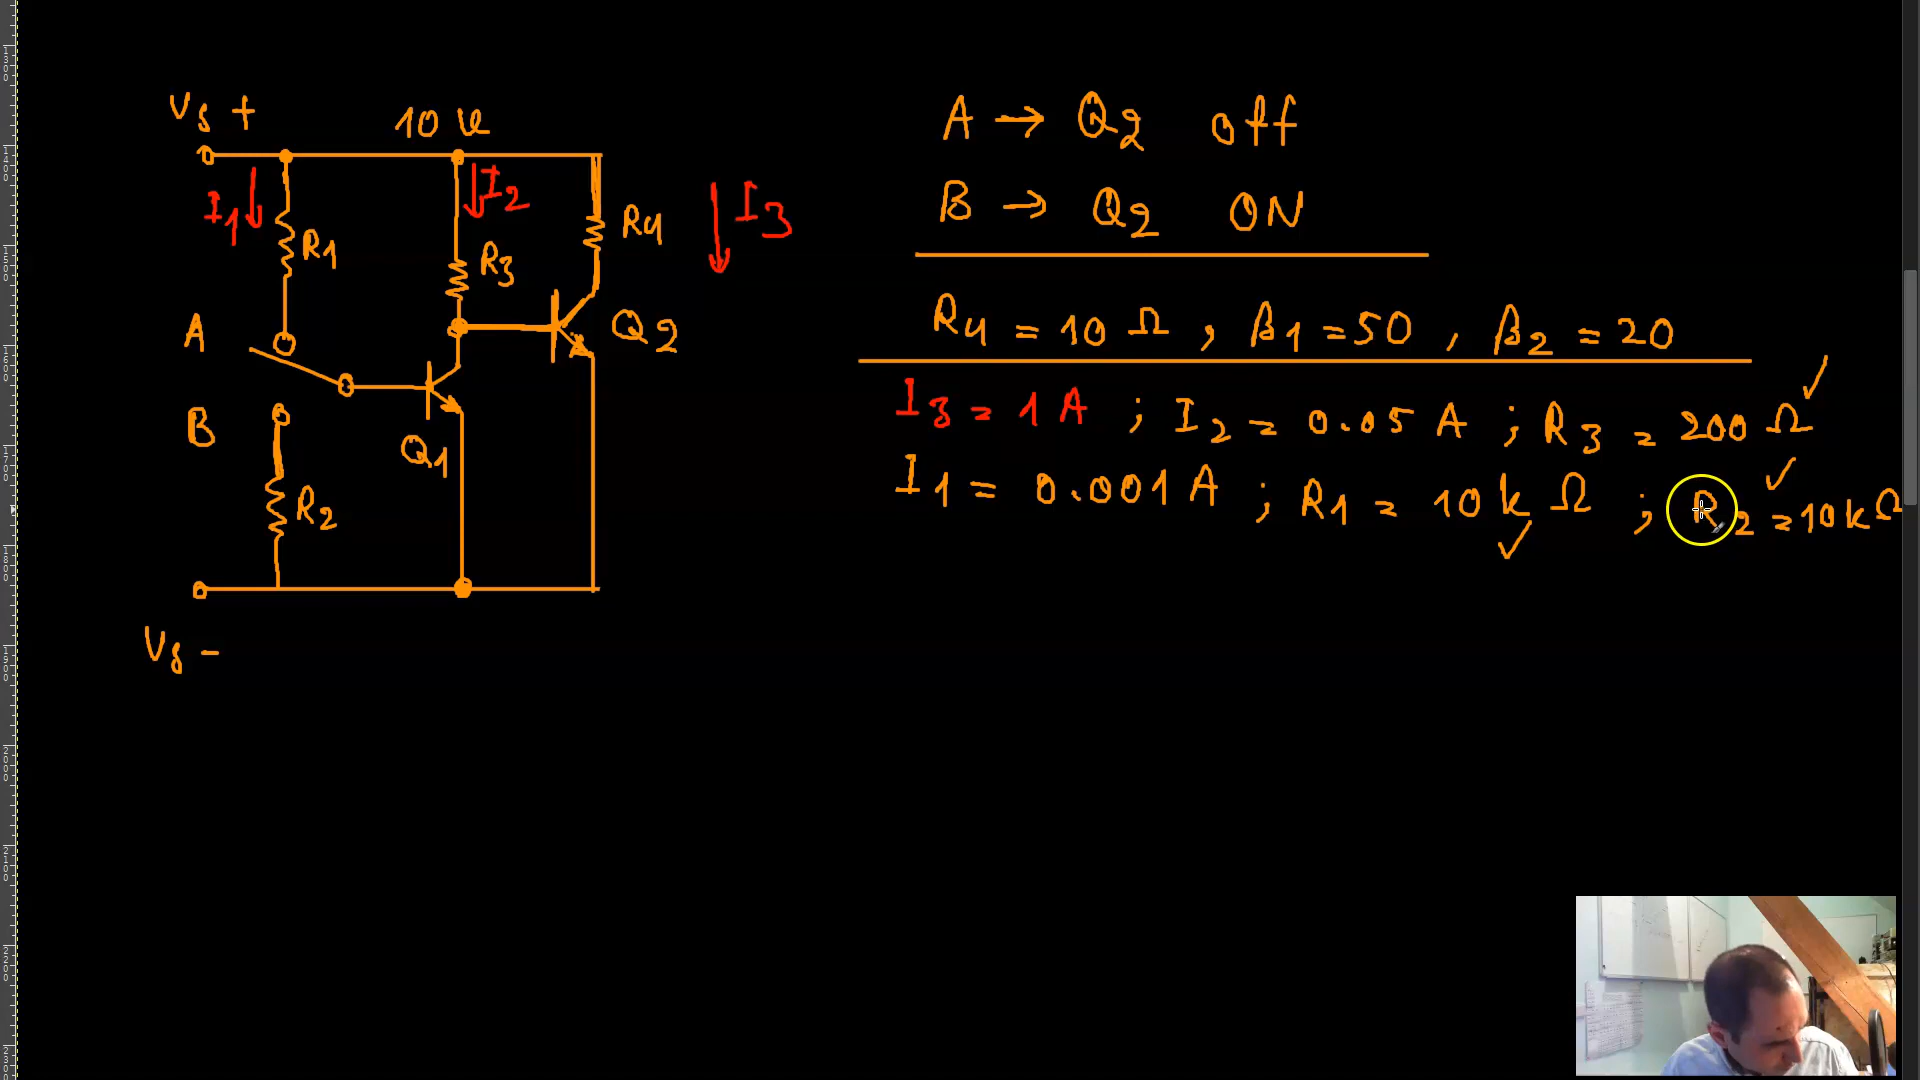 Vs +
10 V
I1
R1
I2
R3
R4
I3
A
B
Q1
Q2
R2
Vs -
A → Q2 off
B → Q2 ON
R4 = 10 Ω ; β1 = 50 , β2 = 20
I3 = 1 A ; I2 = 0.05 A ; R3 = 200 Ω ✓
I1 = 0.001 A ; R1 = 10 k Ω ✓ ; R2 = 10 k Ω ✓